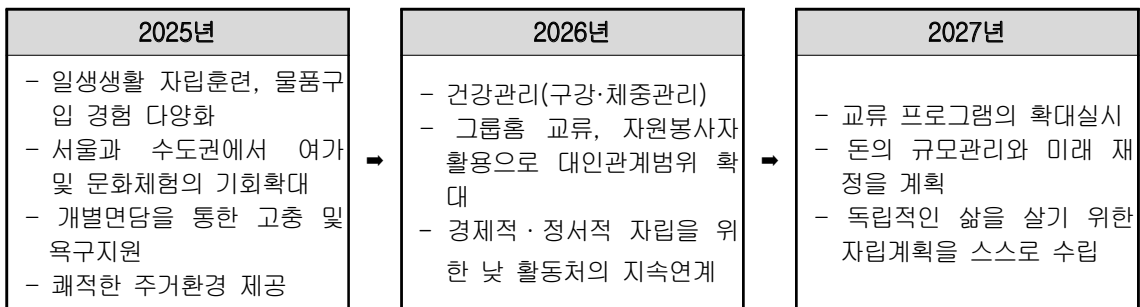 2025년
- 일생생활 자립훈련, 물품구
입 경험 다양화
- 서울과 수도권에서 여가
및 문화체험의 기회확대
- 개별면담을 통한 고충 및
욕구지원
- 쾌적한 주거환경 제공
➡
2026년
- 건강관리(구강·체중관리)
- 그룹홈 교류, 자원봉사자
활용으로 대인관계범위 확
대
- 경제적·정서적 자립을 위
한 낮 활동처의 지속연계
➡
2027년
- 교류 프로그램의 확대실시
- 돈의 규모관리와 미래 재
정을 계획
- 독립적인 삶을 살기 위한
자립계획을 스스로 수립